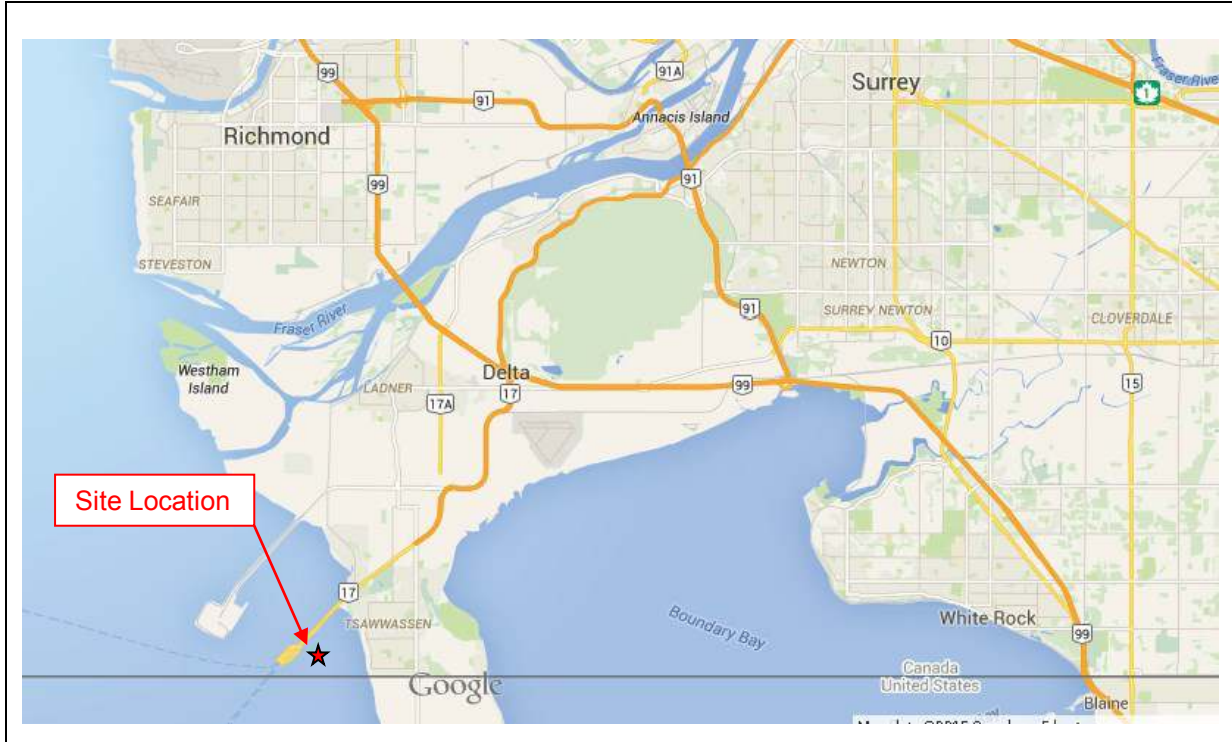 99
91A
Surrey
Fraser River
1
91
Annacis Island
Richmond
99
91
SEAFAIR
STEVESTON
NEWTON
Fraser River
91
SURREY NEWTON
CLOVERDALE
10
Westham
Island
Delta
LADNER
17A
17
99
15
Site Location
17
TSAWWASSEN
Boundary Bay
White Rock
99
Google
Canada
United States
Blaine